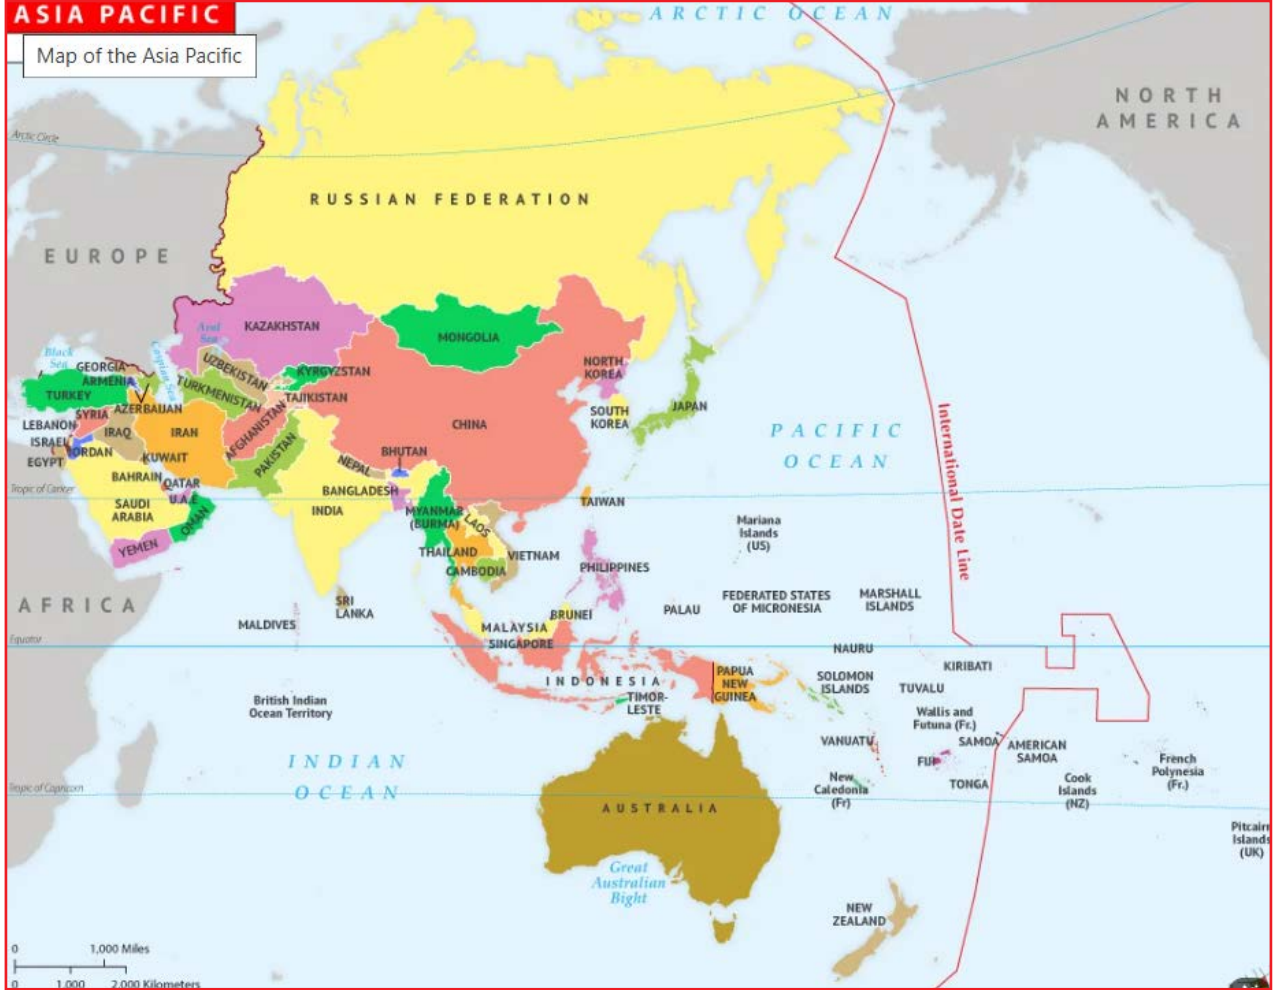 ASIA PACIFIC
Map of the Asia Pacific
ARCTIC OCEAN
NORTH
AMERICA
Arctic Circle
RUSSIAN FEDERATION
EUROPE
KAZAKHSTAN
Aral
Sea
MONGOLIA
Black
Sea
Caspian Sea
GEORGIA
ARMENIA
UZBEKISTAN
KYRGYZSTAN
NORTH
KOREA
TURKEY
AZERBAIJAN
TURKMENISTAN
TAJIKISTAN
SYRIA
SOUTH
KOREA
JAPAN
LEBANON
IRAQ
IRAN
AFGHANISTAN
CHINA
PACIFIC
OCEAN
International Date Line
ISRAEL
JORDAN
EGYPT
KUWAIT
PAKISTAN
NEPAL
BHUTAN
BAHRAIN
QATAR
Tropic of Cancer
U.A.E
BANGLADESH
SAUDI
ARABIA
OMAN
INDIA
MYANMAR
(BURMA)
LAOS
TAIWAN
Mariana
Islands
(US)
YEMEN
THAILAND
VIETNAM
CAMBODIA
PHILIPPINES
AFRICA
SRI
LANKA
MALDIVES
BRUNEI
PALAU
FEDERATED STATES
OF MICRONESIA
MARSHALL
ISLANDS
MALAYSIA
SINGAPORE
Equator
NAURU
KIRIBATI
INDONESIA
PAPUA
NEW
GUINEA
SOLOMON
ISLANDS
TUVALU
TIMOR-
LESTE
British Indian
Ocean Territory
Wallis and
Futuna (Fr.)
VANUATU
SAMOA
AMERICAN
SAMOA
INDIAN
OCEAN
FIJI
French
Polynesia
(Fr.)
New
Caledonia
(Fr)
TONGA
Cook
Islands
(NZ)
Tropic of Capricorn
AUSTRALIA
Pitcairn
Islands
(UK)
Great
Australian
Bight
NEW
ZEALAND
0 1,000 Miles
0 1,000 2,000 Kilometers